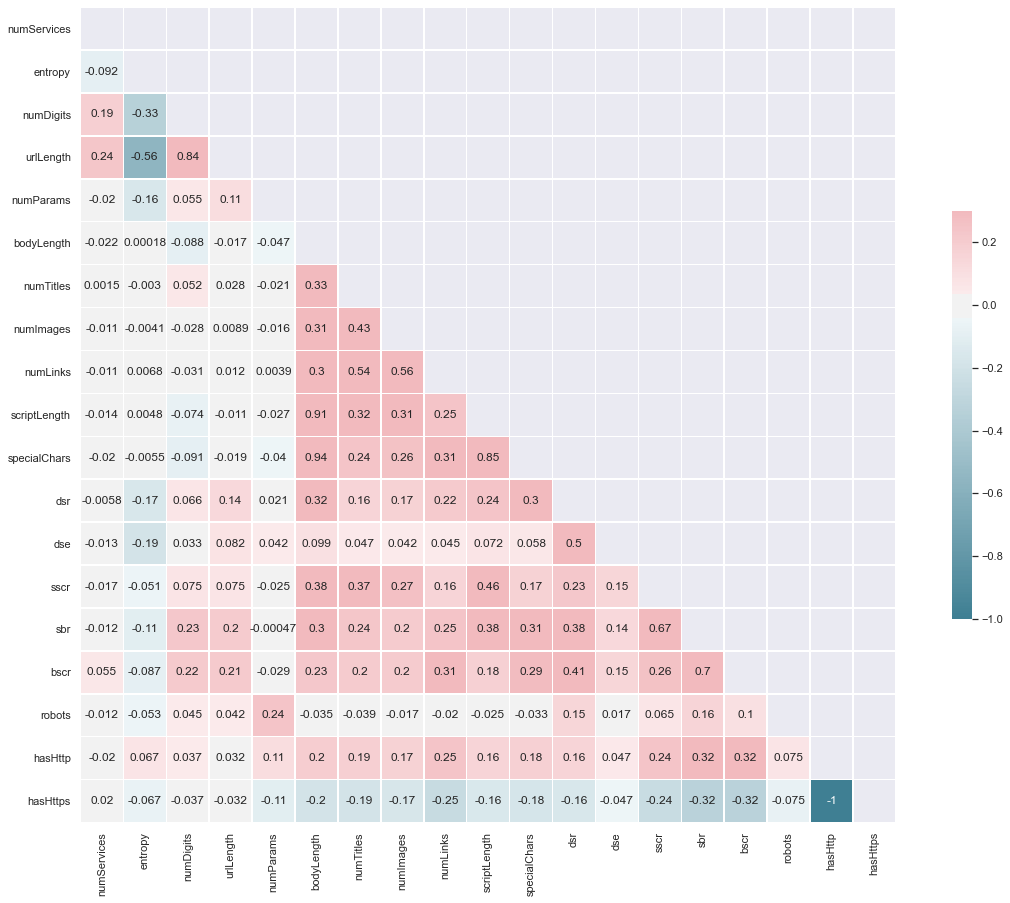 numServices
entropy -0.092
numDigits 0.19 -0.33
urlLength 0.24 -0.56 0.84
numParams -0.02 -0.16 0.055 0.11
bodyLength -0.022 0.00018 -0.088 -0.017 -0.047
numTitles 0.0015 -0.003 0.052 0.028 -0.021 0.33
numImages -0.011 -0.0041 -0.028 0.0089 -0.016 0.31 0.43
numLinks -0.011 0.0068 -0.031 0.012 0.0039 0.3 0.54 0.56
scriptLength -0.014 0.0048 -0.074 -0.011 -0.027 0.91 0.32 0.31 0.25
specialChars -0.02 -0.0055 -0.091 -0.019 -0.04 0.94 0.24 0.26 0.31 0.85
dsr -0.0058 -0.17 0.066 0.14 0.021 0.32 0.16 0.17 0.22 0.24 0.3
dse -0.013 -0.19 0.033 0.082 0.042 0.099 0.047 0.042 0.045 0.072 0.058 0.5
sscr -0.017 -0.051 0.075 0.075 -0.025 0.38 0.37 0.27 0.16 0.46 0.17 0.23 0.15
sbr -0.012 -0.11 0.23 0.2 -0.00047 0.3 0.24 0.2 0.25 0.38 0.31 0.38 0.14 0.67
bscr 0.055 -0.087 0.22 0.21 -0.029 0.23 0.2 0.2 0.31 0.18 0.29 0.41 0.15 0.26 0.7
robots -0.012 -0.053 0.045 0.042 0.24 -0.035 -0.039 -0.017 -0.02 -0.025 -0.033 0.15 0.017 0.065 0.16 0.1
hasHttp -0.02 0.067 0.037 0.032 0.11 0.2 0.19 0.17 0.25 0.16 0.18 0.16 0.047 0.24 0.32 0.32 0.075
hasHttps 0.02 -0.067 -0.037 -0.032 -0.11 -0.2 -0.19 -0.17 -0.25 -0.16 -0.18 -0.16 -0.047 -0.24 -0.32 -0.32 -0.075 -1
numServices entropy numDigits urlLength numParams bodyLength numTitles numImages numLinks scriptLength specialChars dsr dse sscr sbr bscr robots hasHttp hasHttps
0.2
0.0
−0.2
−0.4
−0.6
−0.8
−1.0